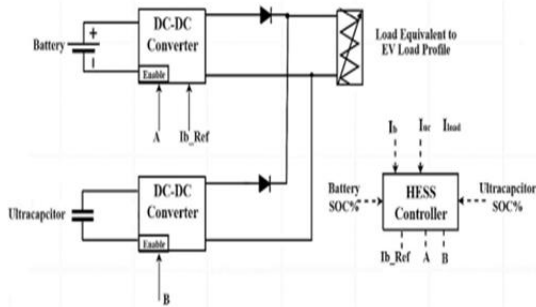 DC-DC
Converter
Battery
+
Enable
A Ib_Ref
Load Equivalent to
EV Load Profile
DC-DC
Converter
Ultracapcitor
Enable
B
Ib Iuc Iload
Battery
SOC%
HESS
Controller
Ultracapcitor
SOC%
Ib_Ref A B